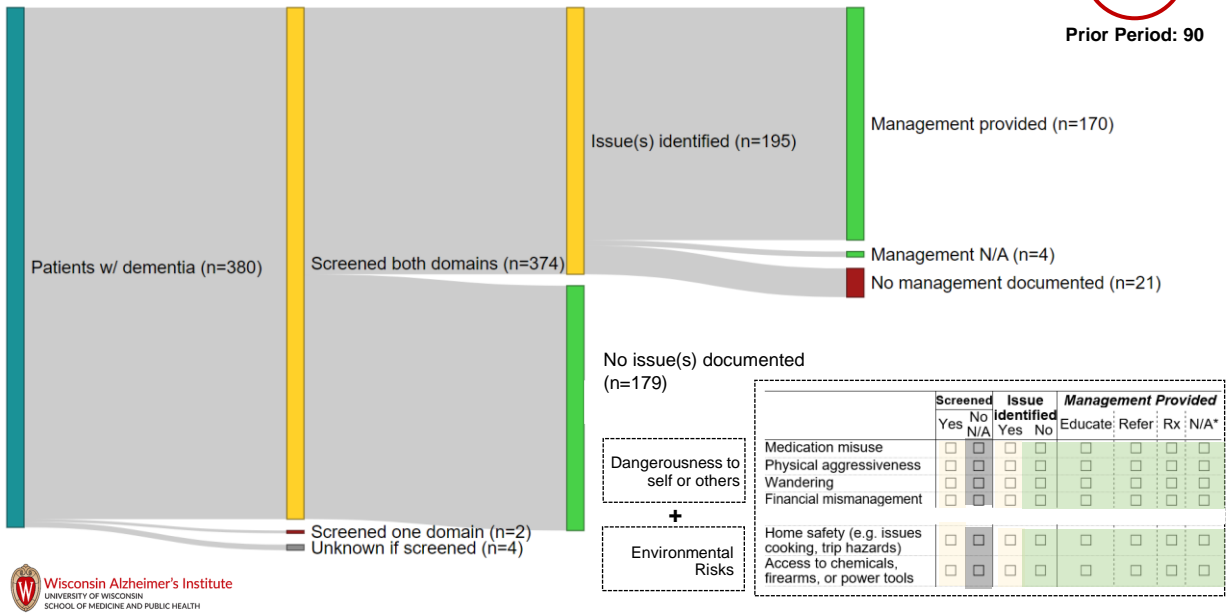 Prior Period: 90
Management provided (n=170)
Issue(s) identified (n=195)
Management N/A (n=4)
Patients w/ dementia (n=380)
Screened both domains (n=374)
No management documented (n=21)
No issue(s) documented
(n=179)
Screened Issue identified Management Provided
Yes No N/A Yes No Educate Refer Rx N/A*
Medication misuse
Physical aggressiveness
Wandering
Financial mismanagement
Home safety (e.g. issues
cooking, trip hazards)
Access to chemicals,
firearms, or power tools
Dangerousness to
self or others
+
Environmental
Risks
Screened one domain (n=2)
Unknown if screened (n=4)
W
Wisconsin Alzheimer's Institute
UNIVERSITY OF WISCONSIN
SCHOOL OF MEDICINE AND PUBLIC HEALTH